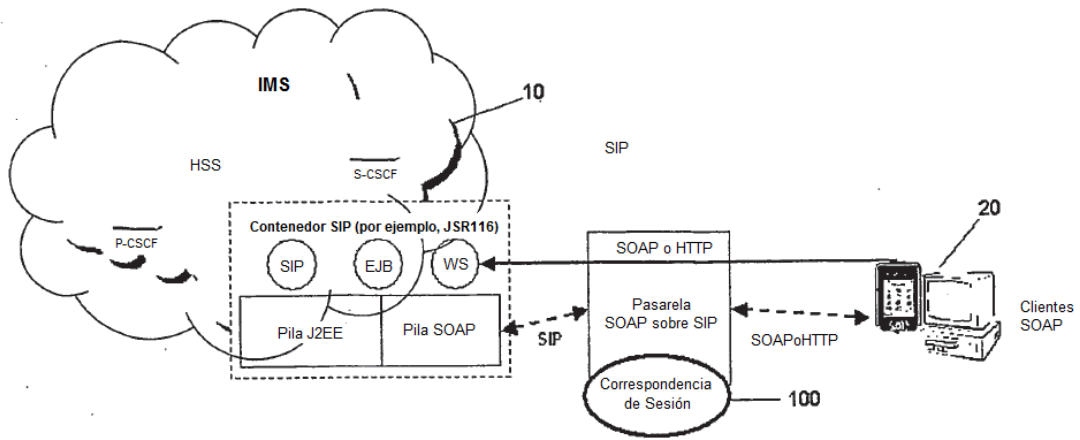 IMS
10
HSS
S-CSCF
SIP
P-CSCF
Contenedor SIP (por ejemplo, JSR116)
20
SIP
EJB
WS
SOAP o HTTP
Pila J2EE
Pila SOAP
SIP
Pasarela
SOAP sobre SIP
SOAPoHTTP
Clientes
SOAP
Correspondencia
de Sesión
100